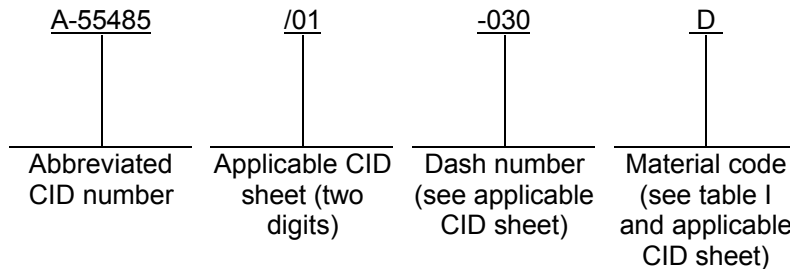 A-55485 /01 -030 D
Abbreviated CID number
Applicable CID sheet (two digits)
Dash number (see applicable CID sheet)
Material code (see table I and applicable CID sheet)